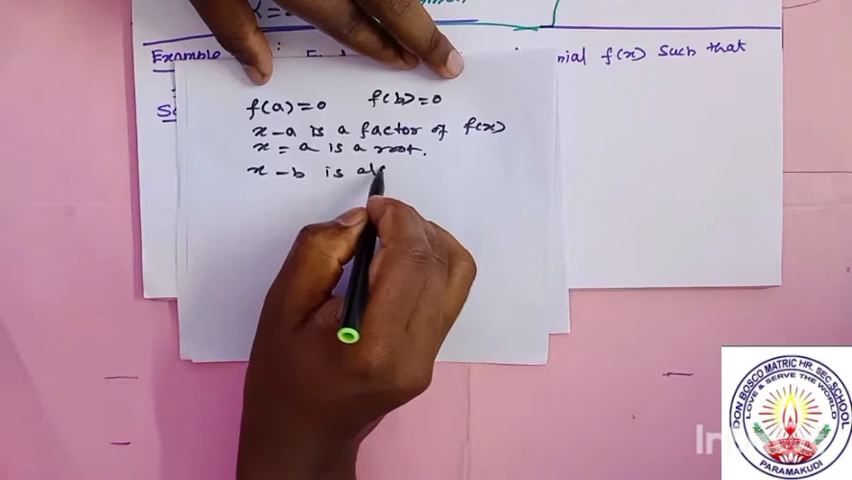 Example
nial f(x) such that
f(a)=0 f(b)=0
x-a is a factor of f(x)
x = a is a root.
x-b is als
DON BOSCO MATRIC HR. SEC. SCHOOL
LOVE & SERVE THE WORLD
PARAMAKUDI